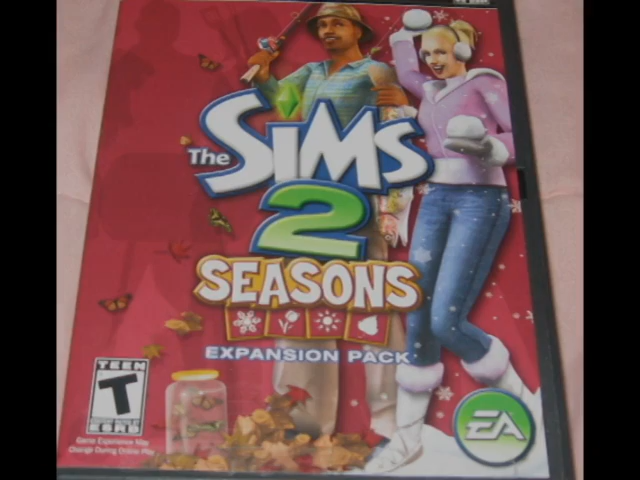 The SIMS
2
SEASONS
EXPANSION PACK
TEEN
T
ESRB
Game Experience May
Change During Online Play
EA